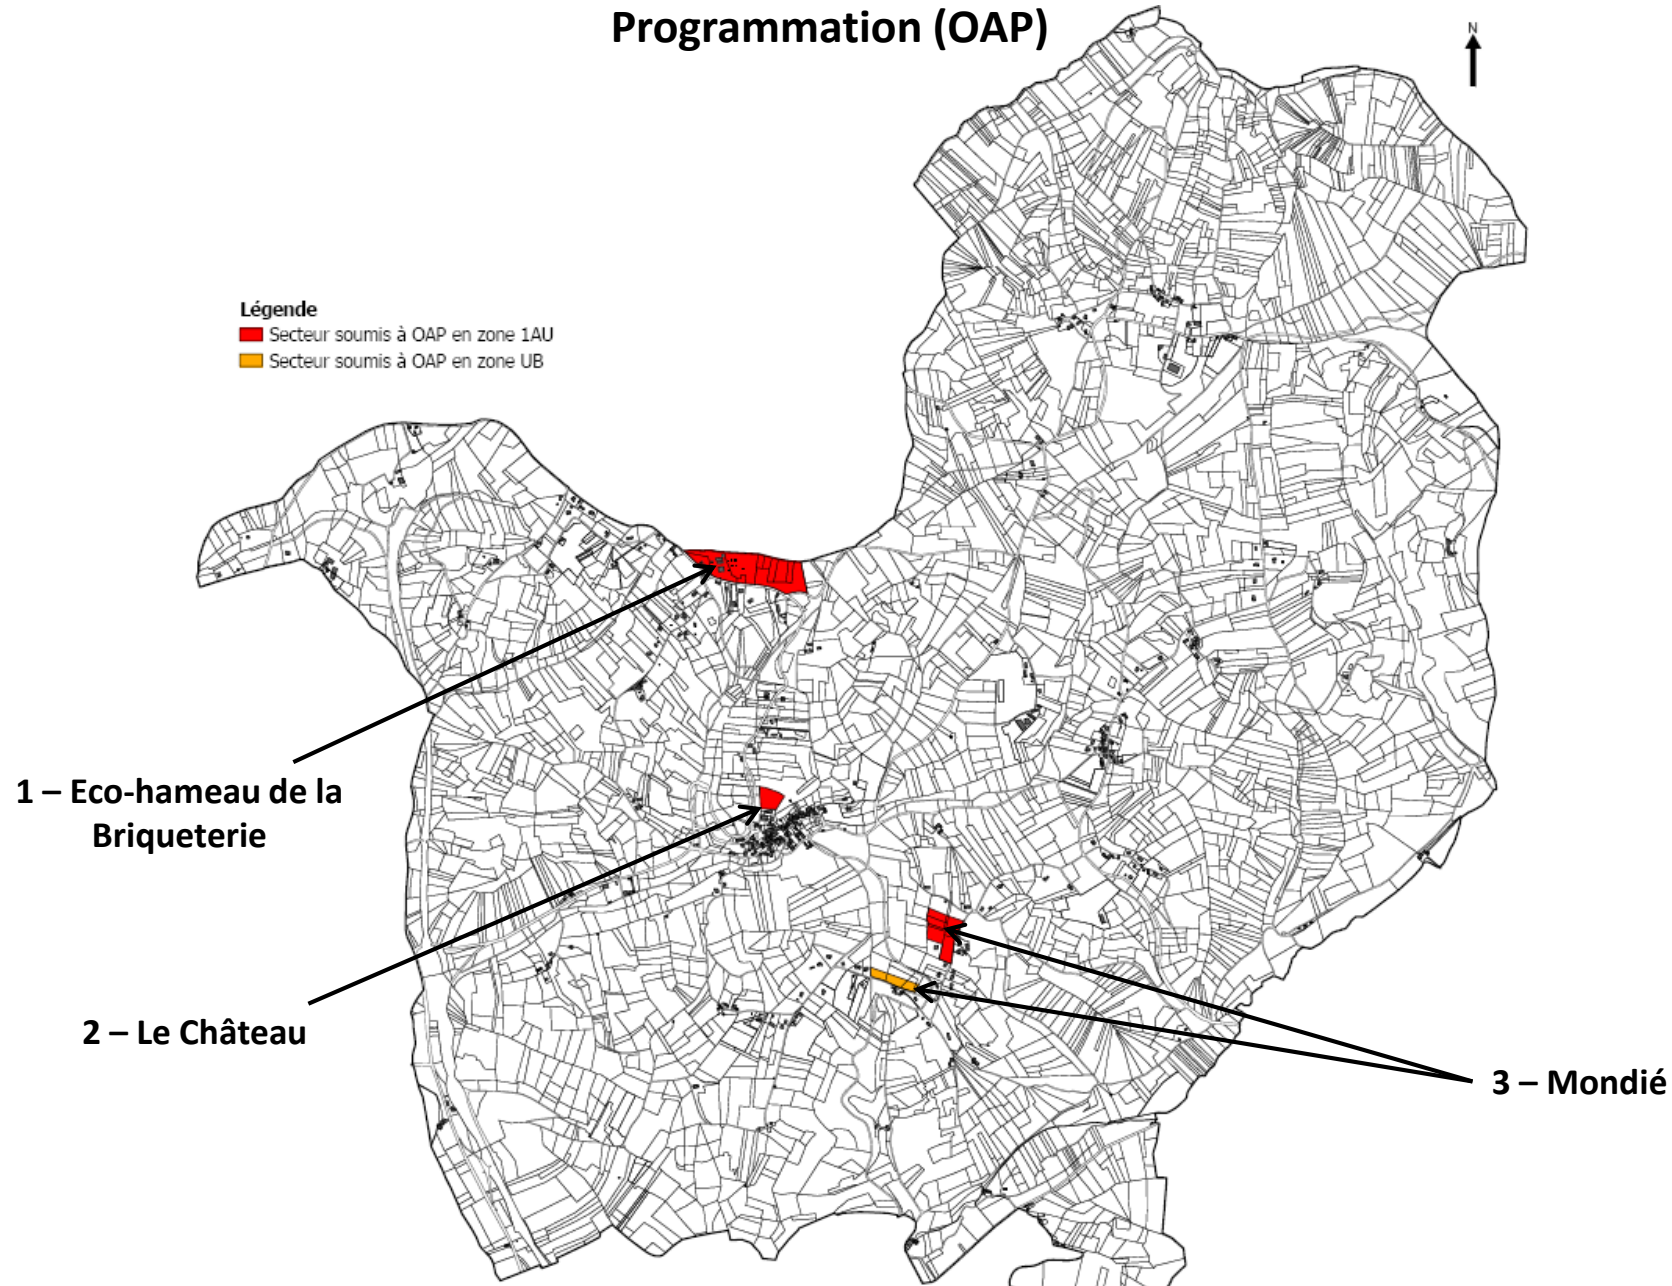 Programmation (OAP)
N
Légende
Secteur soumis à OAP en zone 1AU
Secteur soumis à OAP en zone UB
1 – Eco-hameau de la
Briqueterie
2 – Le Château
3 – Mondié